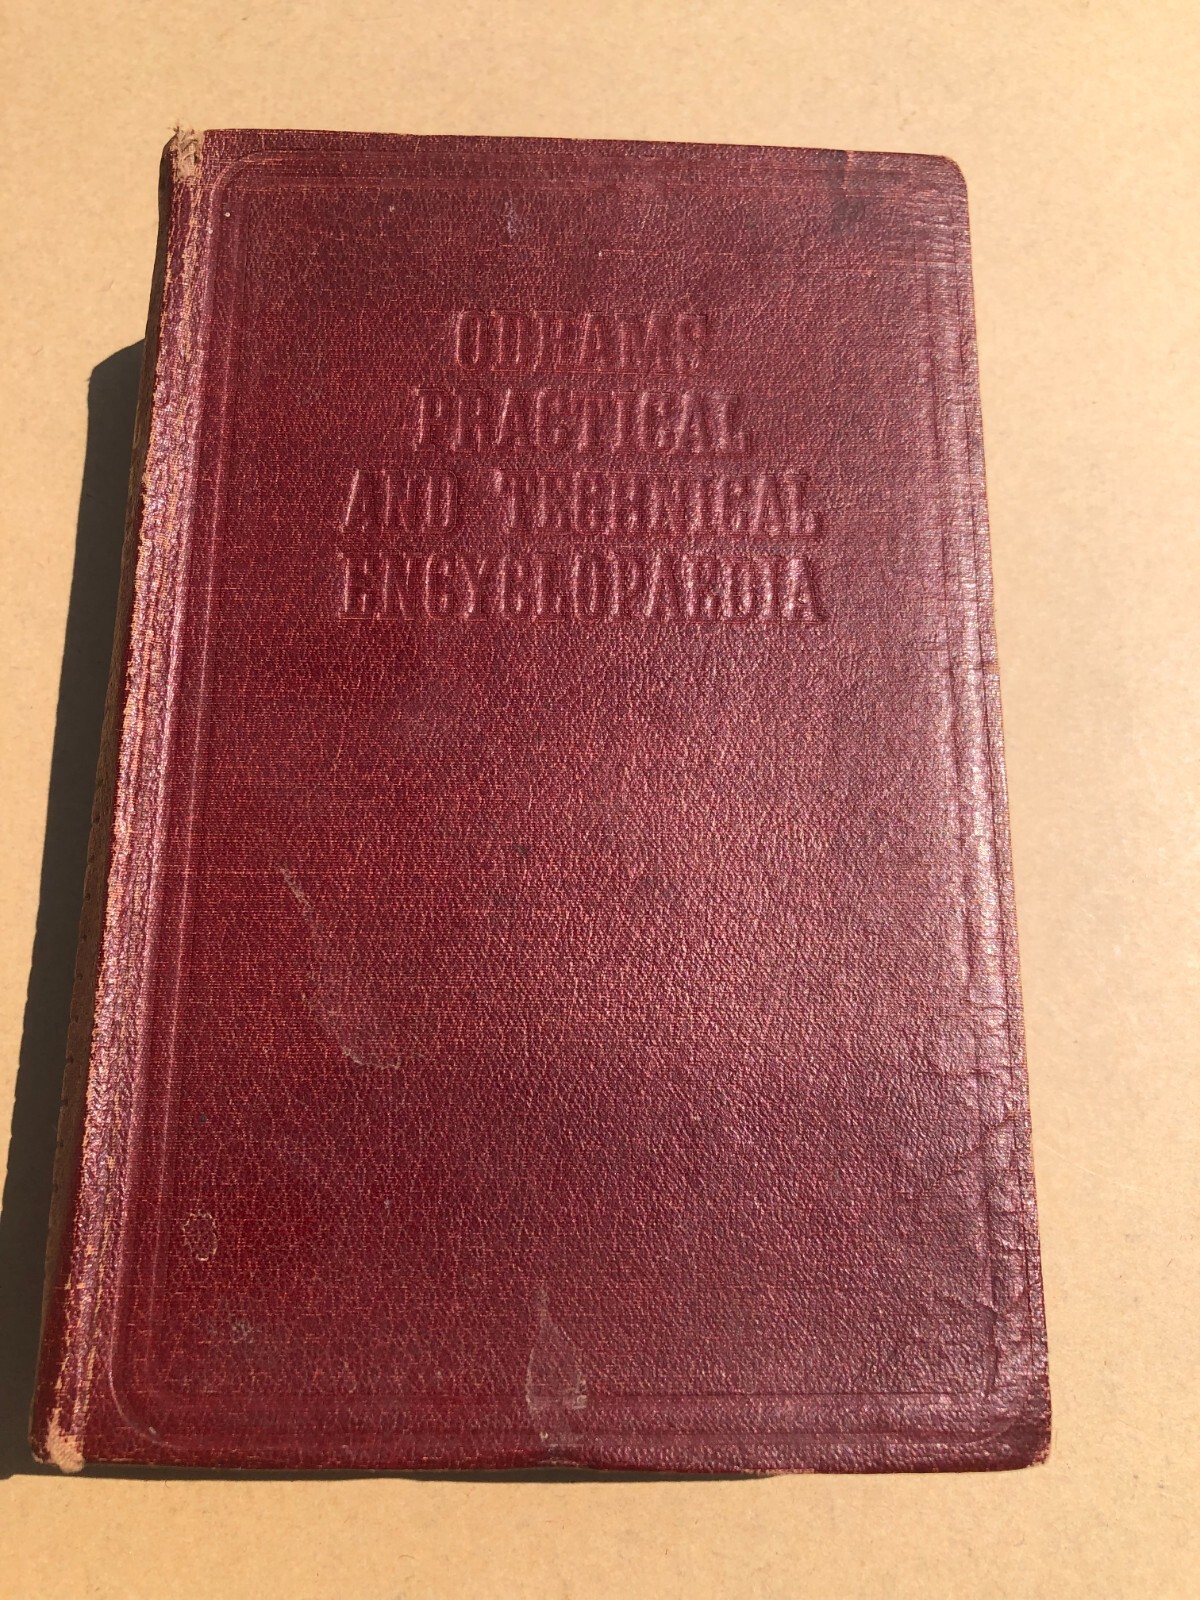 ODHAMS
PRACTICAL
AND TECHNICAL
ENCYCLOPAEDIA